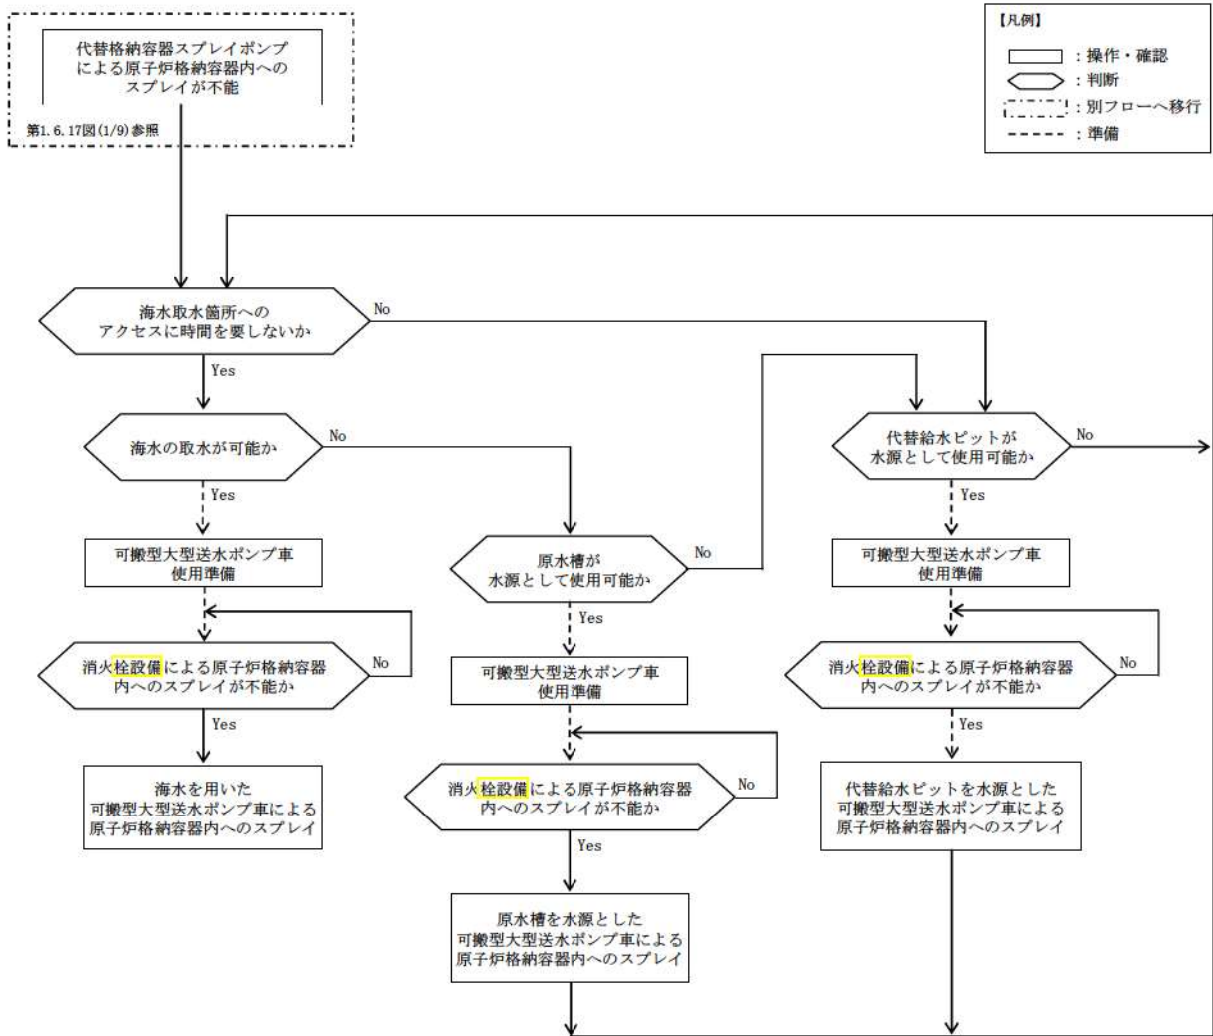 代替格納容器スプレイポンプ
による原子炉格納容器内への
スプレイが不能
第1.6.17図(1/9)参照
【凡例】
：操作・確認
：判断
：別フローへ移行
：準備
海水取水箇所への
アクセスに時間を要しないか
No
Yes
海水の取水が可能か
No
Yes
代替給水ピットが
水源として使用可能か
No
Yes
可搬型大型送水ポンプ車
使用準備
原水槽が
水源として使用可能か
No
Yes
可搬型大型送水ポンプ車
使用準備
消火栓設備による原子炉格納容器
内へのスプレイが不能か
No
Yes
可搬型大型送水ポンプ車
使用準備
消火栓設備による原子炉格納容器
内へのスプレイが不能か
No
Yes
海水を用いた
可搬型大型送水ポンプ車による
原子炉格納容器内へのスプレイ
消火栓設備による原子炉格納容器
内へのスプレイが不能か
No
Yes
代替給水ピットを水源とした
可搬型大型送水ポンプ車による
原子炉格納容器内へのスプレイ
原水槽を水源とした
可搬型大型送水ポンプ車による
原子炉格納容器内へのスプレイ